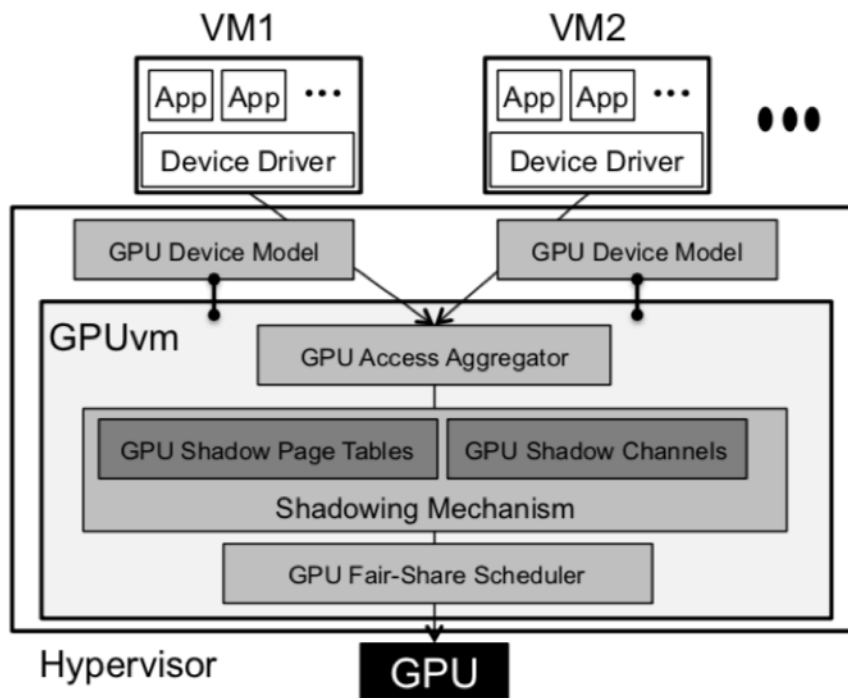 VM1 VM2
App App ••• App App •••
Device Driver Device Driver
GPU Device Model GPU Device Model
GPUvm
GPU Access Aggregator
GPU Shadow Page Tables GPU Shadow Channels
Shadowing Mechanism
GPU Fair-Share Scheduler
Hypervisor
GPU